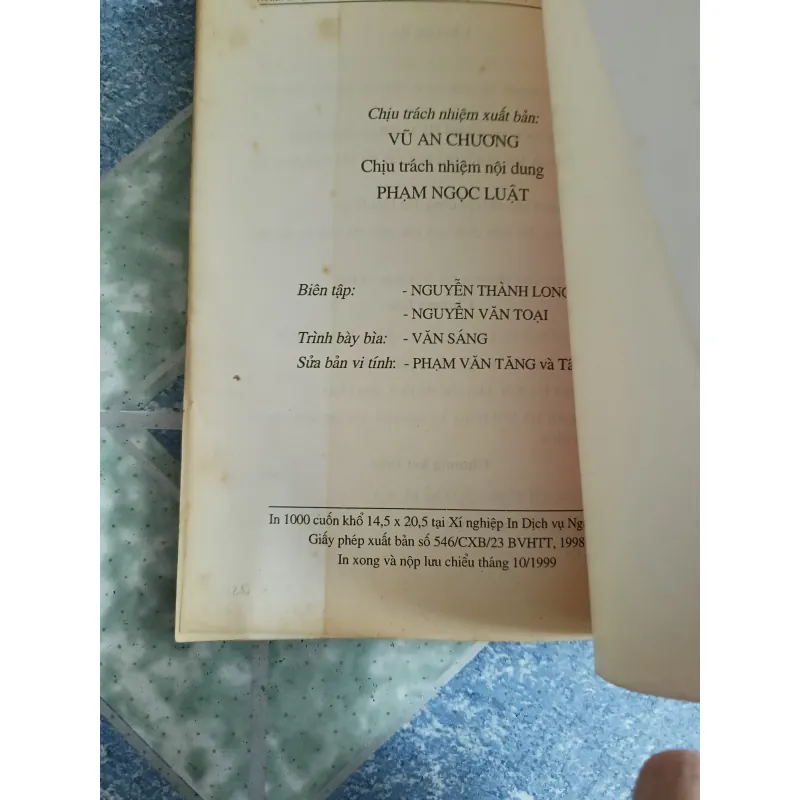 Chịu trách nhiệm xuất bản:
VŨ AN CHƯƠNG
Chịu trách nhiệm nội dung
PHẠM NGỌC LUẬT
Biên tập: - NGUYỄN THÀNH LONG
- NGUYỄN VĂN TOẠI
Trình bày bìa: - VĂN SÁNG
Sửa bản vi tính: - PHẠM VĂN TĂNG và
In 1000 cuốn khổ 14,5 x 20,5 tại Xí nghiệp In Dịch vụ
Giấy phép xuất bản số 546/CXB/23 BVHTT, 1998
In xong và nộp lưu chiểu tháng 10/1999